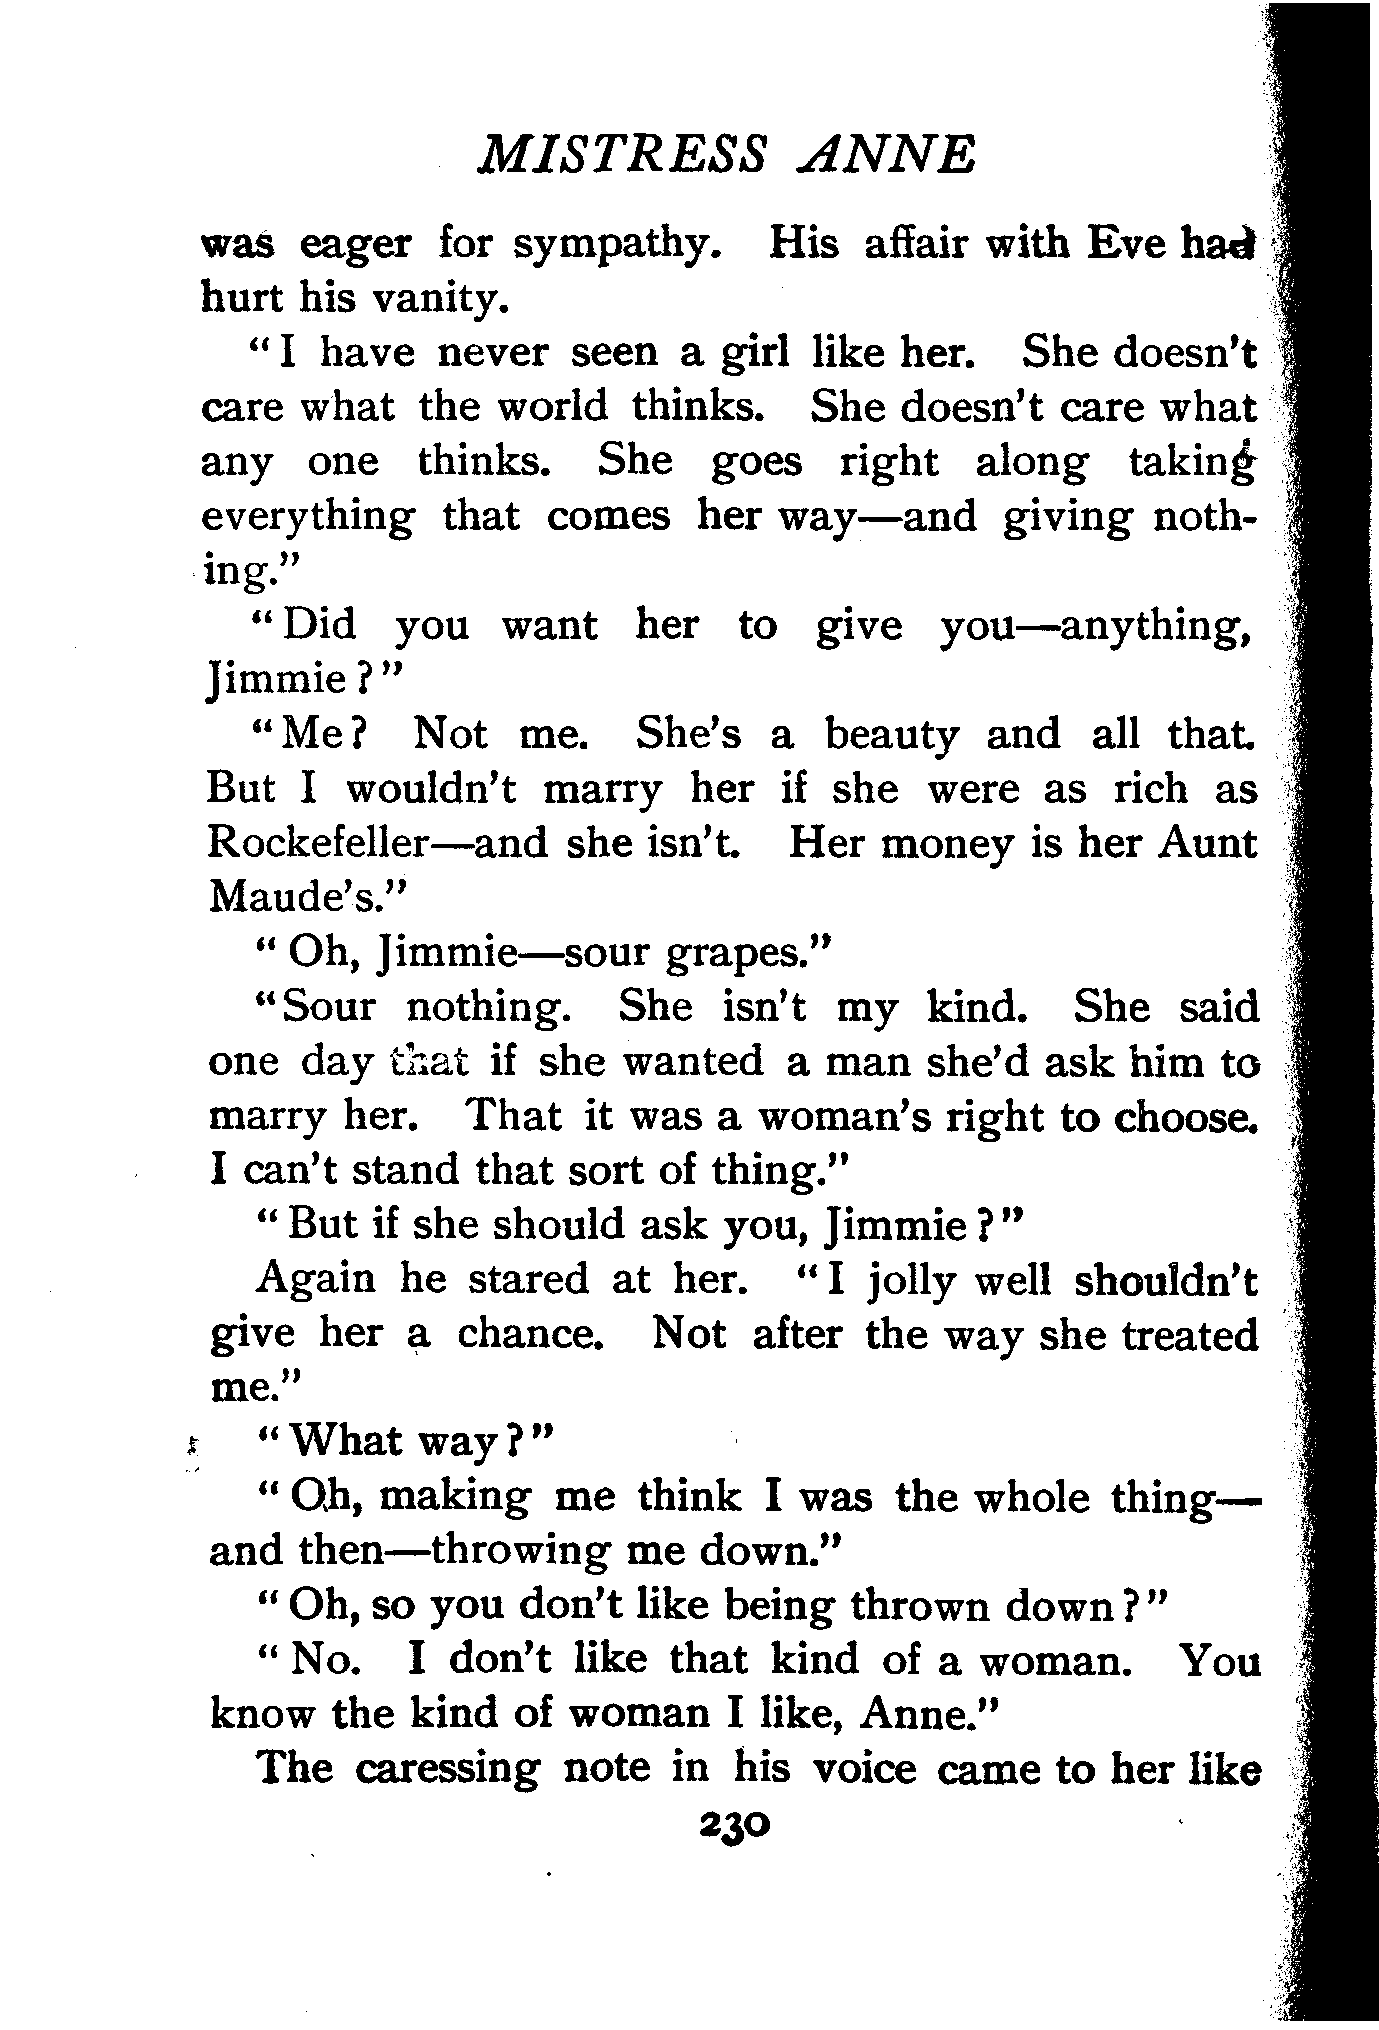 MISTRESS ANNE
was eager for sympathy. His affair with Eve had
hurt his vanity.
"I have never seen a girl like her. She doesn't
care what the world thinks. She doesn't care what
any one thinks. She goes right along taking
everything that comes her way—and giving noth-
ing."
"Did you want her to give you—anything,
Jimmie?"
"Me? Not me. She's a beauty and all that.
But I wouldn't marry her if she were as rich as
Rockefeller—and she isn't. Her money is her Aunt
Maude's."
"Oh, Jimmie—sour grapes."
"Sour nothing. She isn't my kind. She said
one day that if she wanted a man she'd ask him to
marry her. That it was a woman's right to choose.
I can't stand that sort of thing."
"But if she should ask you, Jimmie?"
Again he stared at her. "I jolly well shouldn't
give her a chance. Not after the way she treated
me."
"What way?"
"Oh, making me think I was the whole thing—
and then—throwing me down."
"Oh, so you don't like being thrown down?"
"No. I don't like that kind of a woman. You
know the kind of woman I like, Anne."
The caressing note in his voice came to her like
230